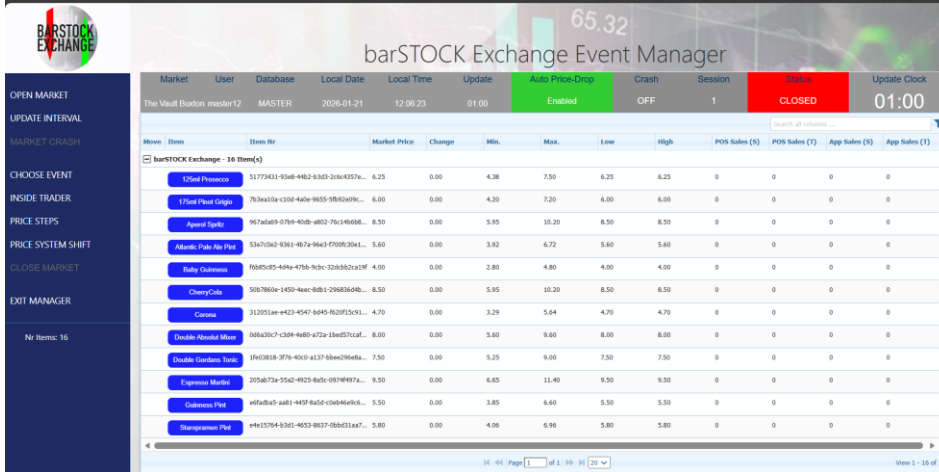 BARSTOCK
EXCHANGE
65.32
barSTOCK Exchange Event Manager
Market User Database Local Date Local Time Update Auto Price-Drop Crash Session Status Update Clock
The Vault Buxton master12 MASTER 2026-01-21 12:06:23 01:00 Enabled OFF 1 CLOSED 01:00
OPEN MARKET
UPDATE INTERVAL
MARKET CRASH
CHOOSE EVENT
INSIDE TRADER
PRICE STEPS
PRICE SYSTEM SHIFT
CLOSE MARKET
EXIT MANAGER
Nr Items: 16
Search all columns ...
Move Item Item Nr Market Price Change Min. Max. Low High POS Sales (S) POS Sales (T) App Sales (S) App Sales (T)
barSTOCK Exchange - 16 Item(s)
125ml Prosecco 51773431-93e8-44b2-b3d3-2c6c4357e... 6.25 0.00 4.38 7.50 6.25 6.25 0 0 0 0
175ml Pinot Grigio 7b3ea10a-c10d-4a0e-9655-5fb92e09c... 6.00 0.00 4.20 7.20 6.00 6.00 0 0 0 0
Aperol Spritz 967ada69-07b9-40db-a802-76c14b6b8... 8.50 0.00 5.95 10.20 8.50 8.50 0 0 0 0
Atlantic Pale Ale Pint 53e7c0e2-9361-4b7a-96e3-f700fc30e1... 5.60 0.00 3.92 6.72 5.60 5.60 0 0 0 0
Baby Guinness f6b85c85-4d4a-47bb-9cbc-32dcbb2ca19f 4.00 0.00 2.80 4.80 4.00 4.00 0 0 0 0
CherryCola 50b7860e-1450-4eec-8db1-296836d4b... 8.50 0.00 5.95 10.20 8.50 8.50 0 0 0 0
Corona 312051ae-e423-4547-bd45-f620f15c91... 4.70 0.00 3.29 5.64 4.70 4.70 0 0 0 0
Double Absolut Mixer 0d6a30c7-c3d4-4e80-a72a-1bed57ccaf... 8.00 0.00 5.60 9.60 8.00 8.00 0 0 0 0
Double Gordans Tonic 1fe03818-3f76-40c0-a137-bbee296e8a... 7.50 0.00 5.25 9.00 7.50 7.50 0 0 0 0
Espresso Martini 205ab73a-55a2-4925-8a5c-0974f497a... 9.50 0.00 6.65 11.40 9.50 9.50 0 0 0 0
Guinness Pint e6fadba5-aa81-445f-8a5d-c0eb46e9c6... 5.50 0.00 3.85 6.60 5.50 5.50 0 0 0 0
Staropramen Pint e4e15764-b3d1-4653-8637-0bbd31aa7... 5.80 0.00 4.06 6.96 5.80 5.80 0 0 0 0
Page 1 of 1 20 View 1 - 16 of